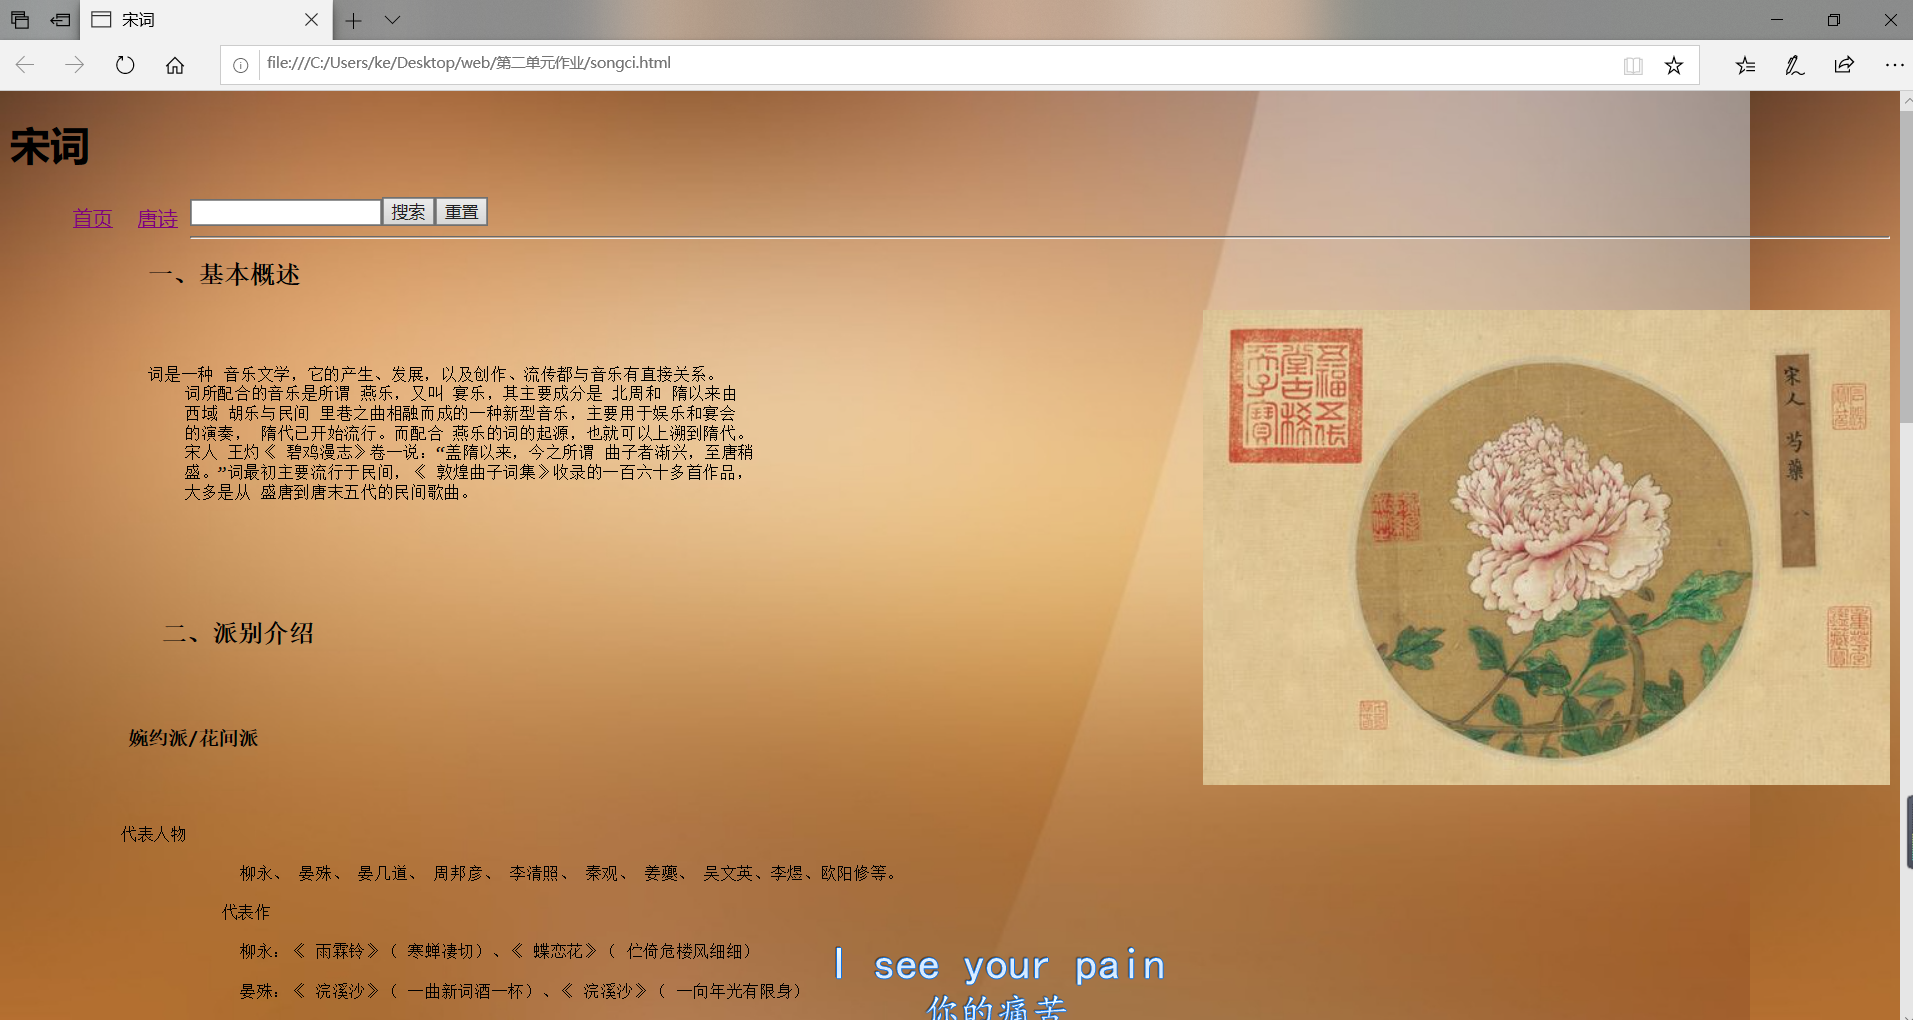 宋词
file:///C:/Users/ke/Desktop/web/第二单元作业/songci.html
宋词
首页 唐诗 搜索 重置
一、基本概述
词是一种 音乐文学，它的产生、发展，以及创作、流传都与音乐有直接关系。
词所配合的音乐是所谓 燕乐，又叫 宴乐，其主要成分是 北周和 隋以来由
西域 胡乐与民间 里巷之曲相融而成的一种新型音乐，主要用于娱乐和宴会
的演奏， 隋代已开始流行。而配合 燕乐的词的起源，也就可以上溯到隋代。
宋人 王灼《 碧鸡漫志》卷一说：“盖隋以来，今之所谓 曲子者渐兴，至唐稍
盛。”词最初主要流行于民间，《 敦煌曲子词集》收录的一百六十多首作品，
大多是从 盛唐到唐末五代的民间歌曲。
宋人 芍藥 八
二、派别介绍
婉约派/花间派
代表人物
柳永、 晏殊、 晏几道、 周邦彦、 李清照、 秦观、 姜夔、 吴文英、李煜、欧阳修等。
代表作
柳永：《 雨霖铃》（ 寒蝉凄切）、《 蝶恋花》（ 伫倚危楼风细细）
晏殊：《 浣溪沙》（ 一曲新词酒一杯）、《 浣溪沙》（ 一向年光有限身）
I see your pain
你的痛苦